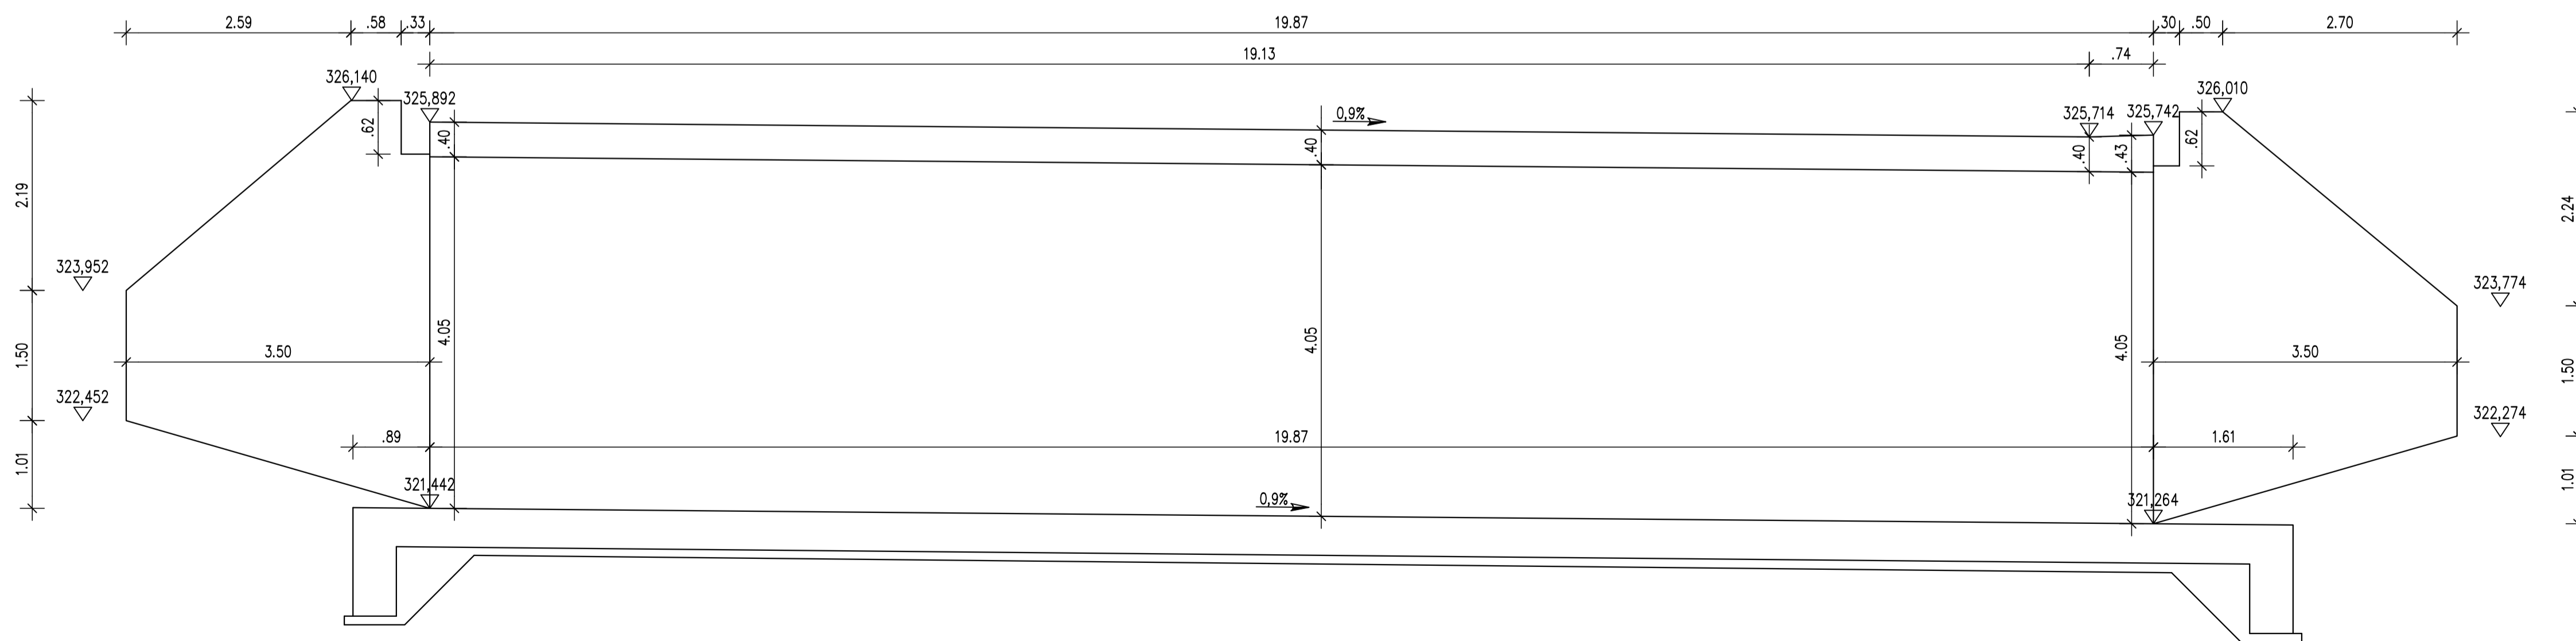 2.59 .58 .33 19.87 .30 .50 2.70
19.13 .74
326,140 325,892 0,9% 325,714 325,742 326,010
.62 .40 .40 .40 .43 .62
2.19 2.24
323,952 323,774
1.50 3.50 4.05 4.05 4.05 3.50 1.50
322,452 322,274
.89 19.87 1.61
1.01 321,442 0,9% 321,264 1.01